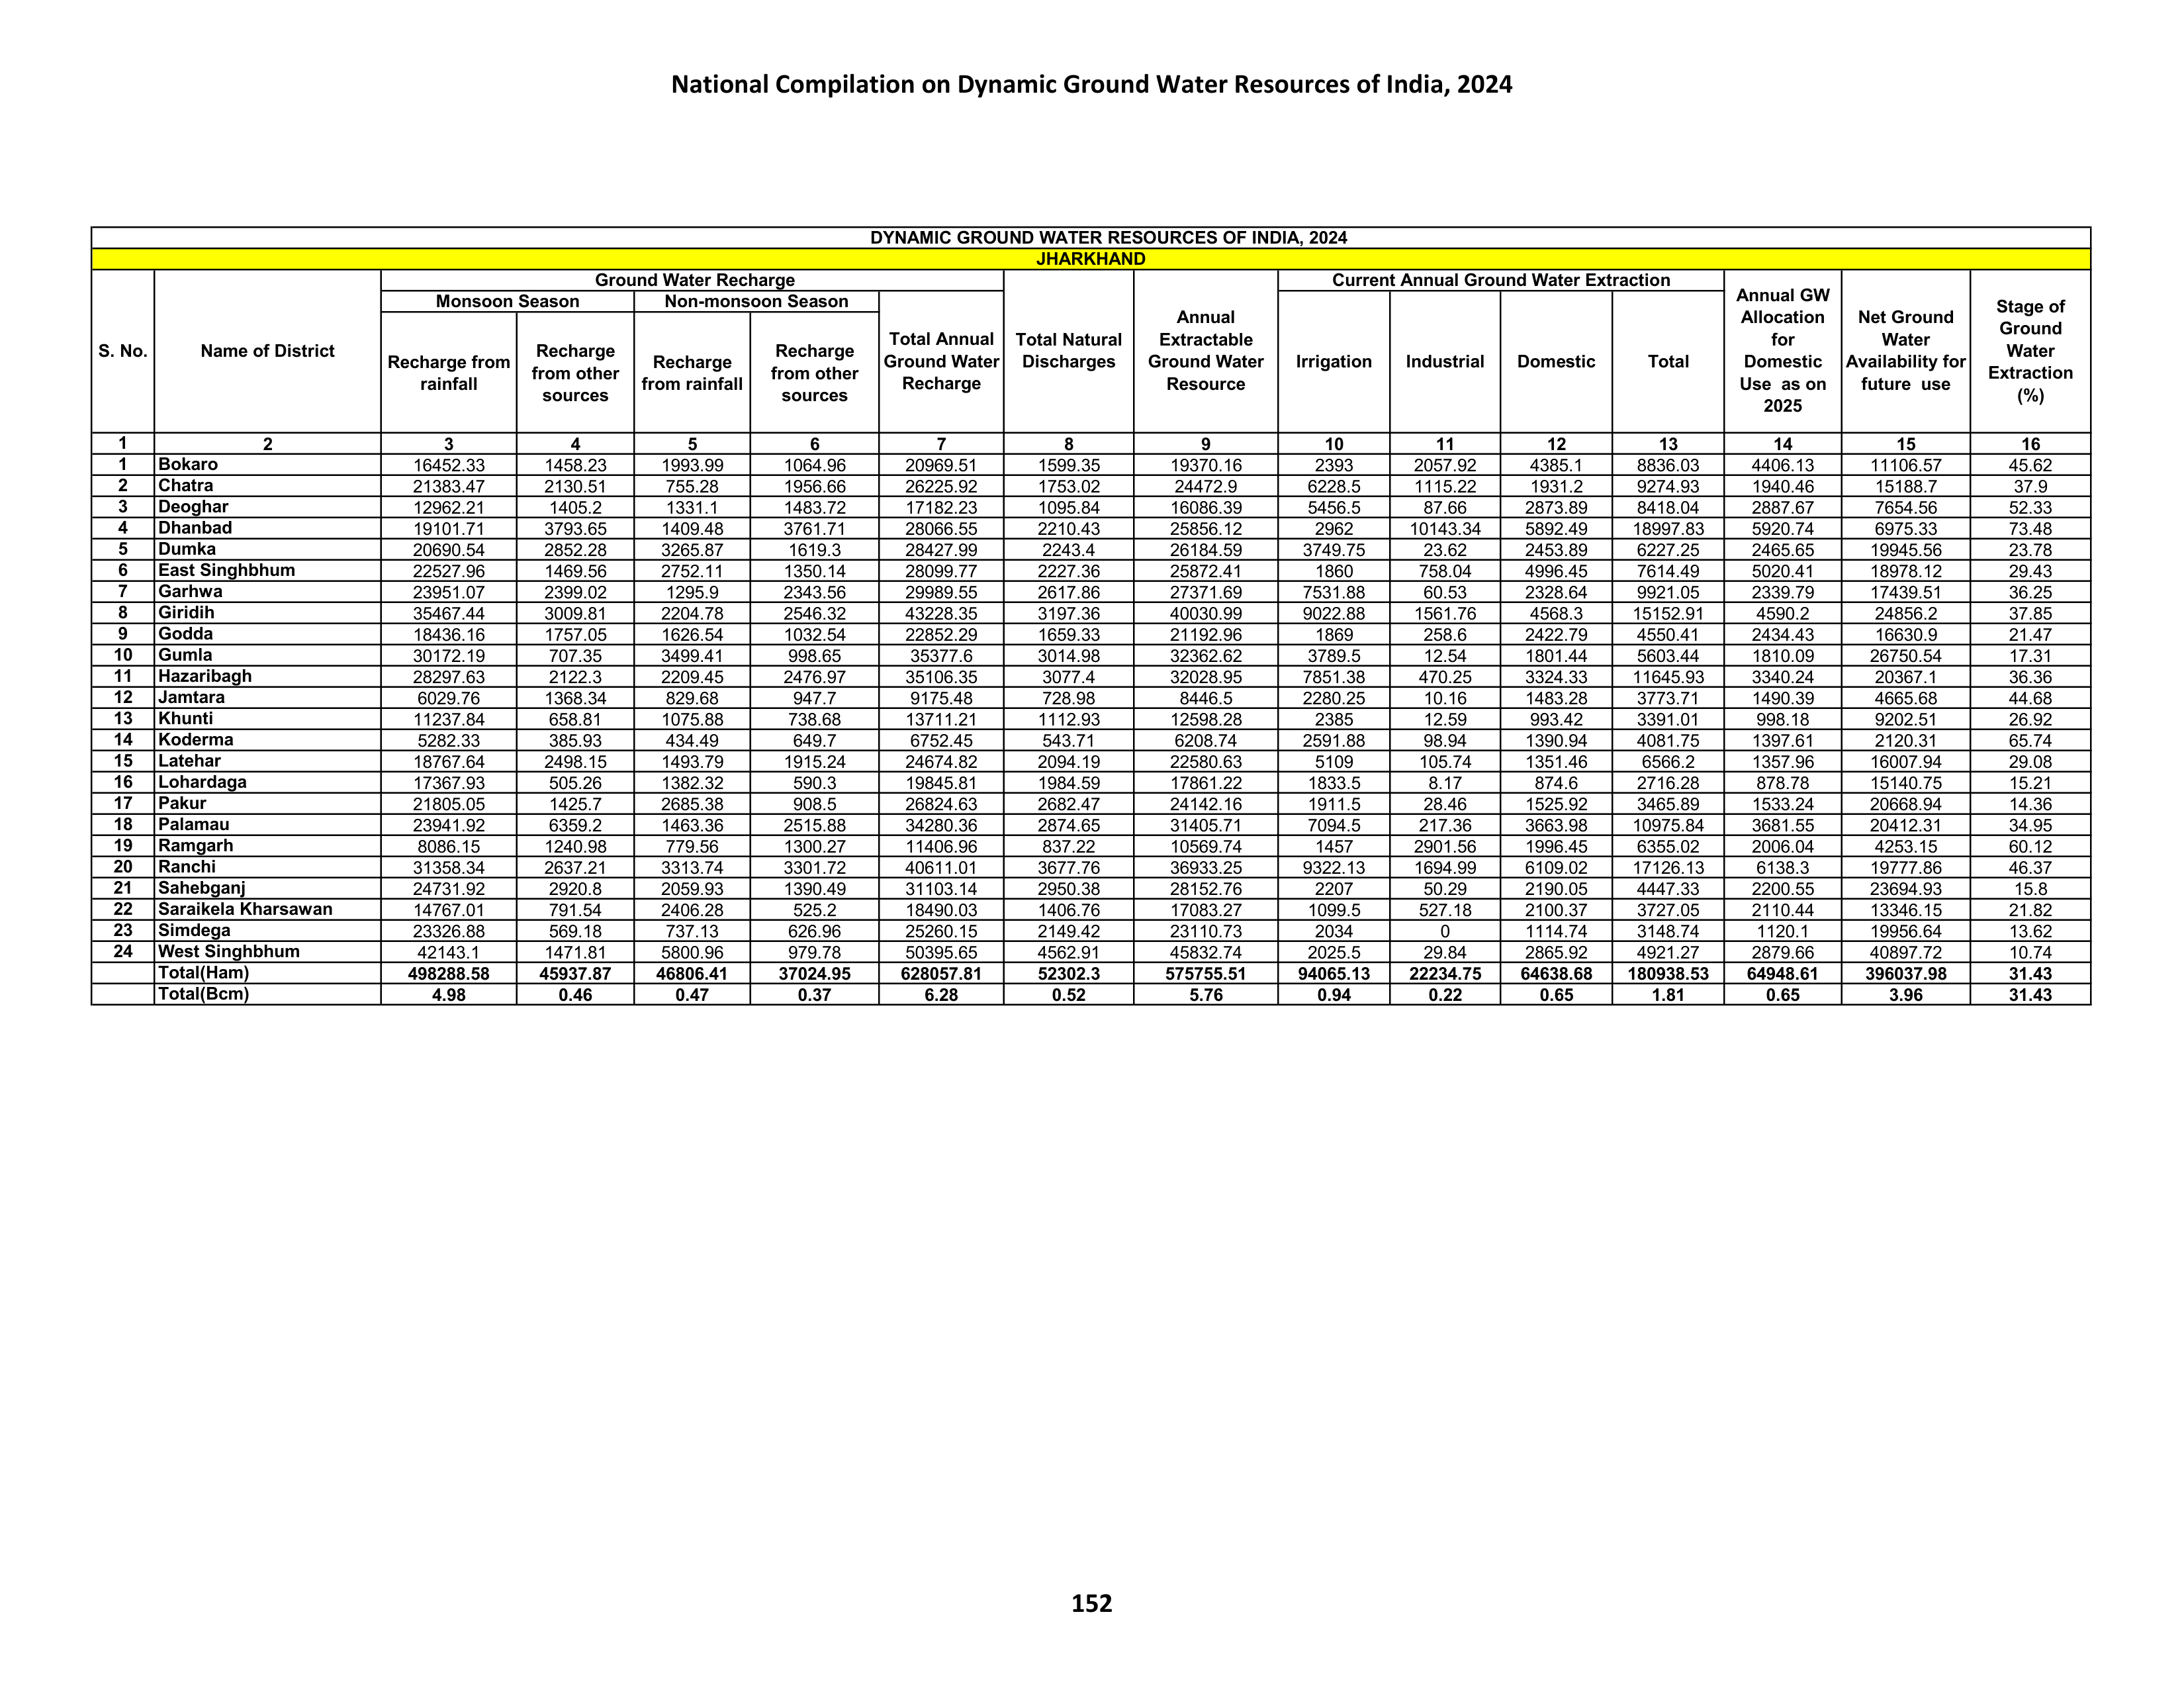 National Compilation on Dynamic Ground Water Resources of India, 2024
DYNAMIC GROUND WATER RESOURCES OF INDIA, 2024
JHARKHAND
S. No. Name of District Ground Water Recharge Total Natural Discharges Annual Extractable Ground Water Resource Current Annual Ground Water Extraction Annual GW Allocation for Domestic Use as on 2025 Net Ground Water Availability for future use Stage of Ground Water Extraction (%)
Monsoon Season Non-monsoon Season Total Annual Ground Water Recharge Irrigation Industrial Domestic Total
Recharge from rainfall Recharge from other sources Recharge from rainfall Recharge from other sources
1 2 3 4 5 6 7 8 9 10 11 12 13 14 15 16
1 Bokaro 16452.33 1458.23 1993.99 1064.96 20969.51 1599.35 19370.16 2393 2057.92 4385.1 8836.03 4406.13 11106.57 45.62
2 Chatra 21383.47 2130.51 755.28 1956.66 26225.92 1753.02 24472.9 6228.5 1115.22 1931.2 9274.93 1940.46 15188.7 37.9
3 Deoghar 12962.21 1405.2 1331.1 1483.72 17182.23 1095.84 16086.39 5456.5 87.66 2873.89 8418.04 2887.67 7654.56 52.33
4 Dhanbad 19101.71 3793.65 1409.48 3761.71 28066.55 2210.43 25856.12 2962 10143.34 5892.49 18997.83 5920.74 6975.33 73.48
5 Dumka 20690.54 2852.28 3265.87 1619.3 28427.99 2243.4 26184.59 3749.75 23.62 2453.89 6227.25 2465.65 19945.56 23.78
6 East Singhbhum 22527.96 1469.56 2752.11 1350.14 28099.77 2227.36 25872.41 1860 758.04 4996.45 7614.49 5020.41 18978.12 29.43
7 Garhwa 23951.07 2399.02 1295.9 2343.56 29989.55 2617.86 27371.69 7531.88 60.53 2328.64 9921.05 2339.79 17439.51 36.25
8 Giridih 35467.44 3009.81 2204.78 2546.32 43228.35 3197.36 40030.99 9022.88 1561.76 4568.3 15152.91 4590.2 24856.2 37.85
9 Godda 18436.16 1757.05 1626.54 1032.54 22852.29 1659.33 21192.96 1869 258.6 2422.79 4550.41 2434.43 16630.9 21.47
10 Gumla 30172.19 707.35 3499.41 998.65 35377.6 3014.98 32362.62 3789.5 12.54 1801.44 5603.44 1810.09 26750.54 17.31
11 Hazaribagh 28297.63 2122.3 2209.45 2476.97 35106.35 3077.4 32028.95 7851.38 470.25 3324.33 11645.93 3340.24 20367.1 36.36
12 Jamtara 6029.76 1368.34 829.68 947.7 9175.48 728.98 8446.5 2280.25 10.16 1483.28 3773.71 1490.39 4665.68 44.68
13 Khunti 11237.84 658.81 1075.88 738.68 13711.21 1112.93 12598.28 2385 12.59 993.42 3391.01 998.18 9202.51 26.92
14 Koderma 5282.33 385.93 434.49 649.7 6752.45 543.71 6208.74 2591.88 98.94 1390.94 4081.75 1397.61 2120.31 65.74
15 Latehar 18767.64 2498.15 1493.79 1915.24 24674.82 2094.19 22580.63 5109 105.74 1351.46 6566.2 1357.96 16007.94 29.08
16 Lohardaga 17367.93 505.26 1382.32 590.3 19845.81 1984.59 17861.22 1833.5 8.17 874.6 2716.28 878.78 15140.75 15.21
17 Pakur 21805.05 1425.7 2685.38 908.5 26824.63 2682.47 24142.16 1911.5 28.46 1525.92 3465.89 1533.24 20668.94 14.36
18 Palamau 23941.92 6359.2 1463.36 2515.88 34280.36 2874.65 31405.71 7094.5 217.36 3663.98 10975.84 3681.55 20412.31 34.95
19 Ramgarh 8086.15 1240.98 779.56 1300.27 11406.96 837.22 10569.74 1457 2901.56 1996.45 6355.02 2006.04 4253.15 60.12
20 Ranchi 31358.34 2637.21 3313.74 3301.72 40611.01 3677.76 36933.25 9322.13 1694.99 6109.02 17126.13 6138.3 19777.86 46.37
21 Sahebganj 24731.92 2920.8 2059.93 1390.49 31103.14 2950.38 28152.76 2207 50.29 2190.05 4447.33 2200.55 23694.93 15.8
22 Saraikela Kharsawan 14767.01 791.54 2406.28 525.2 18490.03 1406.76 17083.27 1099.5 527.18 2100.37 3727.05 2110.44 13346.15 21.82
23 Simdega 23326.88 569.18 737.13 626.96 25260.15 2149.42 23110.73 2034 0 1114.74 3148.74 1120.1 19956.64 13.62
24 West Singhbhum 42143.1 1471.81 5800.96 979.78 50395.65 4562.91 45832.74 2025.5 29.84 2865.92 4921.27 2879.66 40897.72 10.74
Total(Ham) 498288.58 45937.87 46806.41 37024.95 628057.81 52302.3 575755.51 94065.13 22234.75 64638.68 180938.53 64948.61 396037.98 31.43
Total(Bcm) 4.98 0.46 0.47 0.37 6.28 0.52 5.76 0.94 0.22 0.65 1.81 0.65 3.96 31.43
152